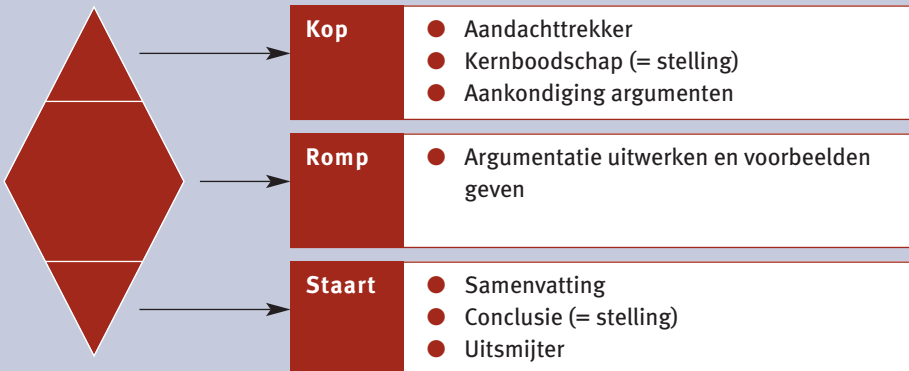 Kop
● Aandachttrekker
● Kernboodschap (= stelling)
● Aankondiging argumenten
Romp
● Argumentatie uitwerken en voorbeelden
geven
Staart
● Samenvatting
● Conclusie (= stelling)
● Uitsmijter